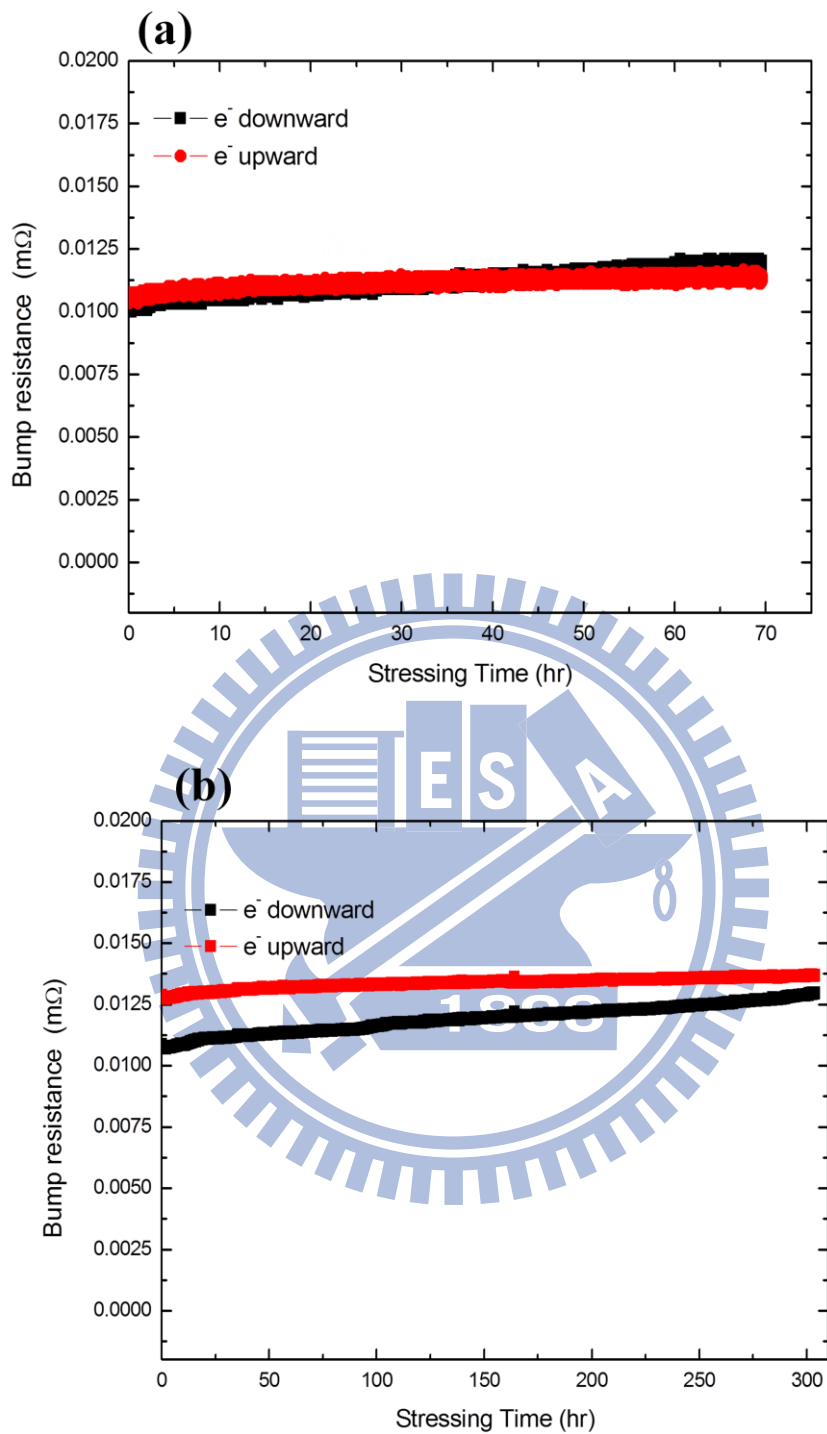 (a)
0.0200
0.0175
0.0150
0.0125
0.0100
0.0075
0.0050
0.0025
0.0000
Bump resistance (mΩ)
e⁻ downward
e⁻ upward
0 10 20 30 40 50 60 70
Stressing Time (hr)
E S A
(b)
0.0200
0.0175
0.0150
0.0125
0.0100
0.0075
0.0050
0.0025
0.0000
Bump resistance (mΩ)
e⁻ downward
e⁻ upward
8
0 50 100 150 200 250 300
Stressing Time (hr)